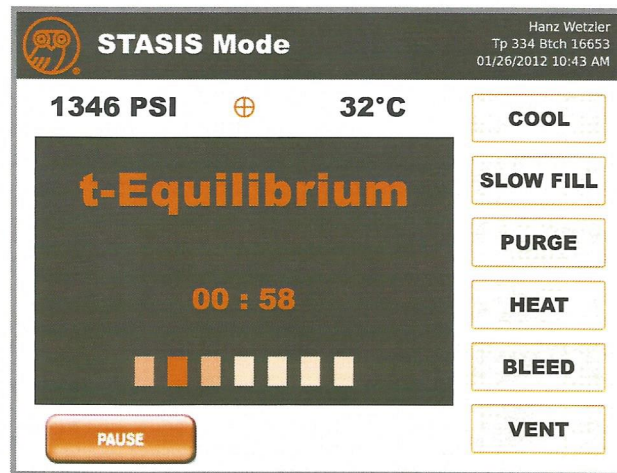 STASIS Mode
Hanz Wetzler
Tp 334 Btch 16653
01/26/2012 10:43 AM
1346 PSI
32°C
t-Equilibrium
00 : 58
PAUSE
COOL
SLOW FILL
PURGE
HEAT
BLEED
VENT